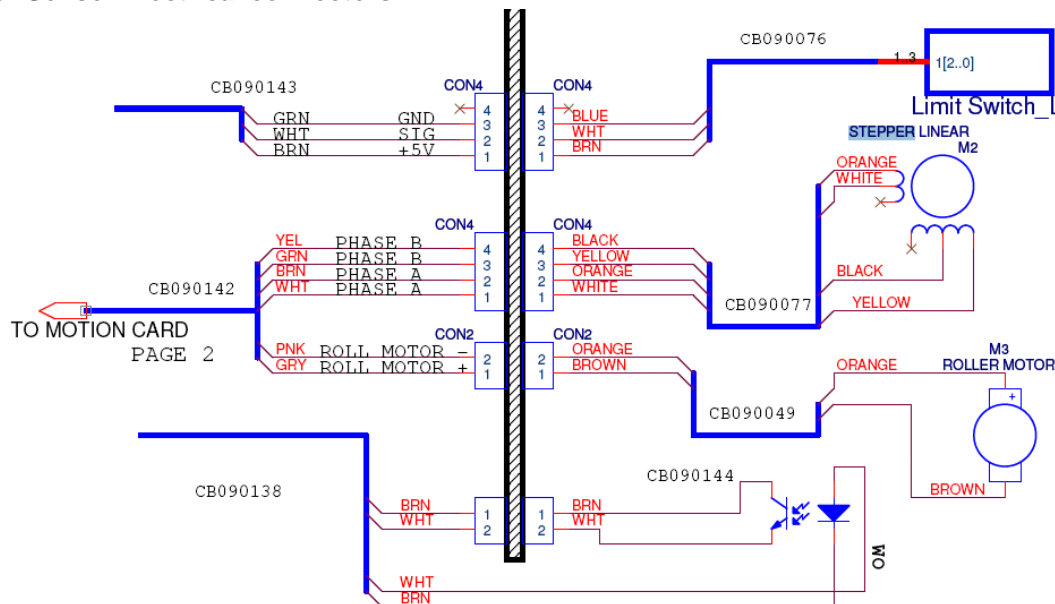 CB090143
GRN GND
WHT SIG
BRN +5V
CON4
4
3
2
1
CON4
4
3
2
1
BLUE
WHT
BRN
CB090076
1..3
1[2..0]
Limit Switch_L
STEPPER LINEAR
M2
ORANGE
WHITE
BLACK
YELLOW
CB090077
CON4
4
3
2
1
CON4
4
3
2
1
BLACK
YELLOW
ORANGE
WHITE
YEL PHASE B
GRN PHASE B
BRN PHASE A
WHT PHASE A
CB090142
TO MOTION CARD
PAGE 2
PNK ROLL MOTOR -
GRY ROLL MOTOR +
CON2
2
1
CON2
2
1
ORANGE
BROWN
CB090049
M3
ROLLER MOTOR
ORANGE
+
BROWN
CB090138
BRN
WHT
1
2
1
2
BRN
WHT
CB090144
WHT
BRN